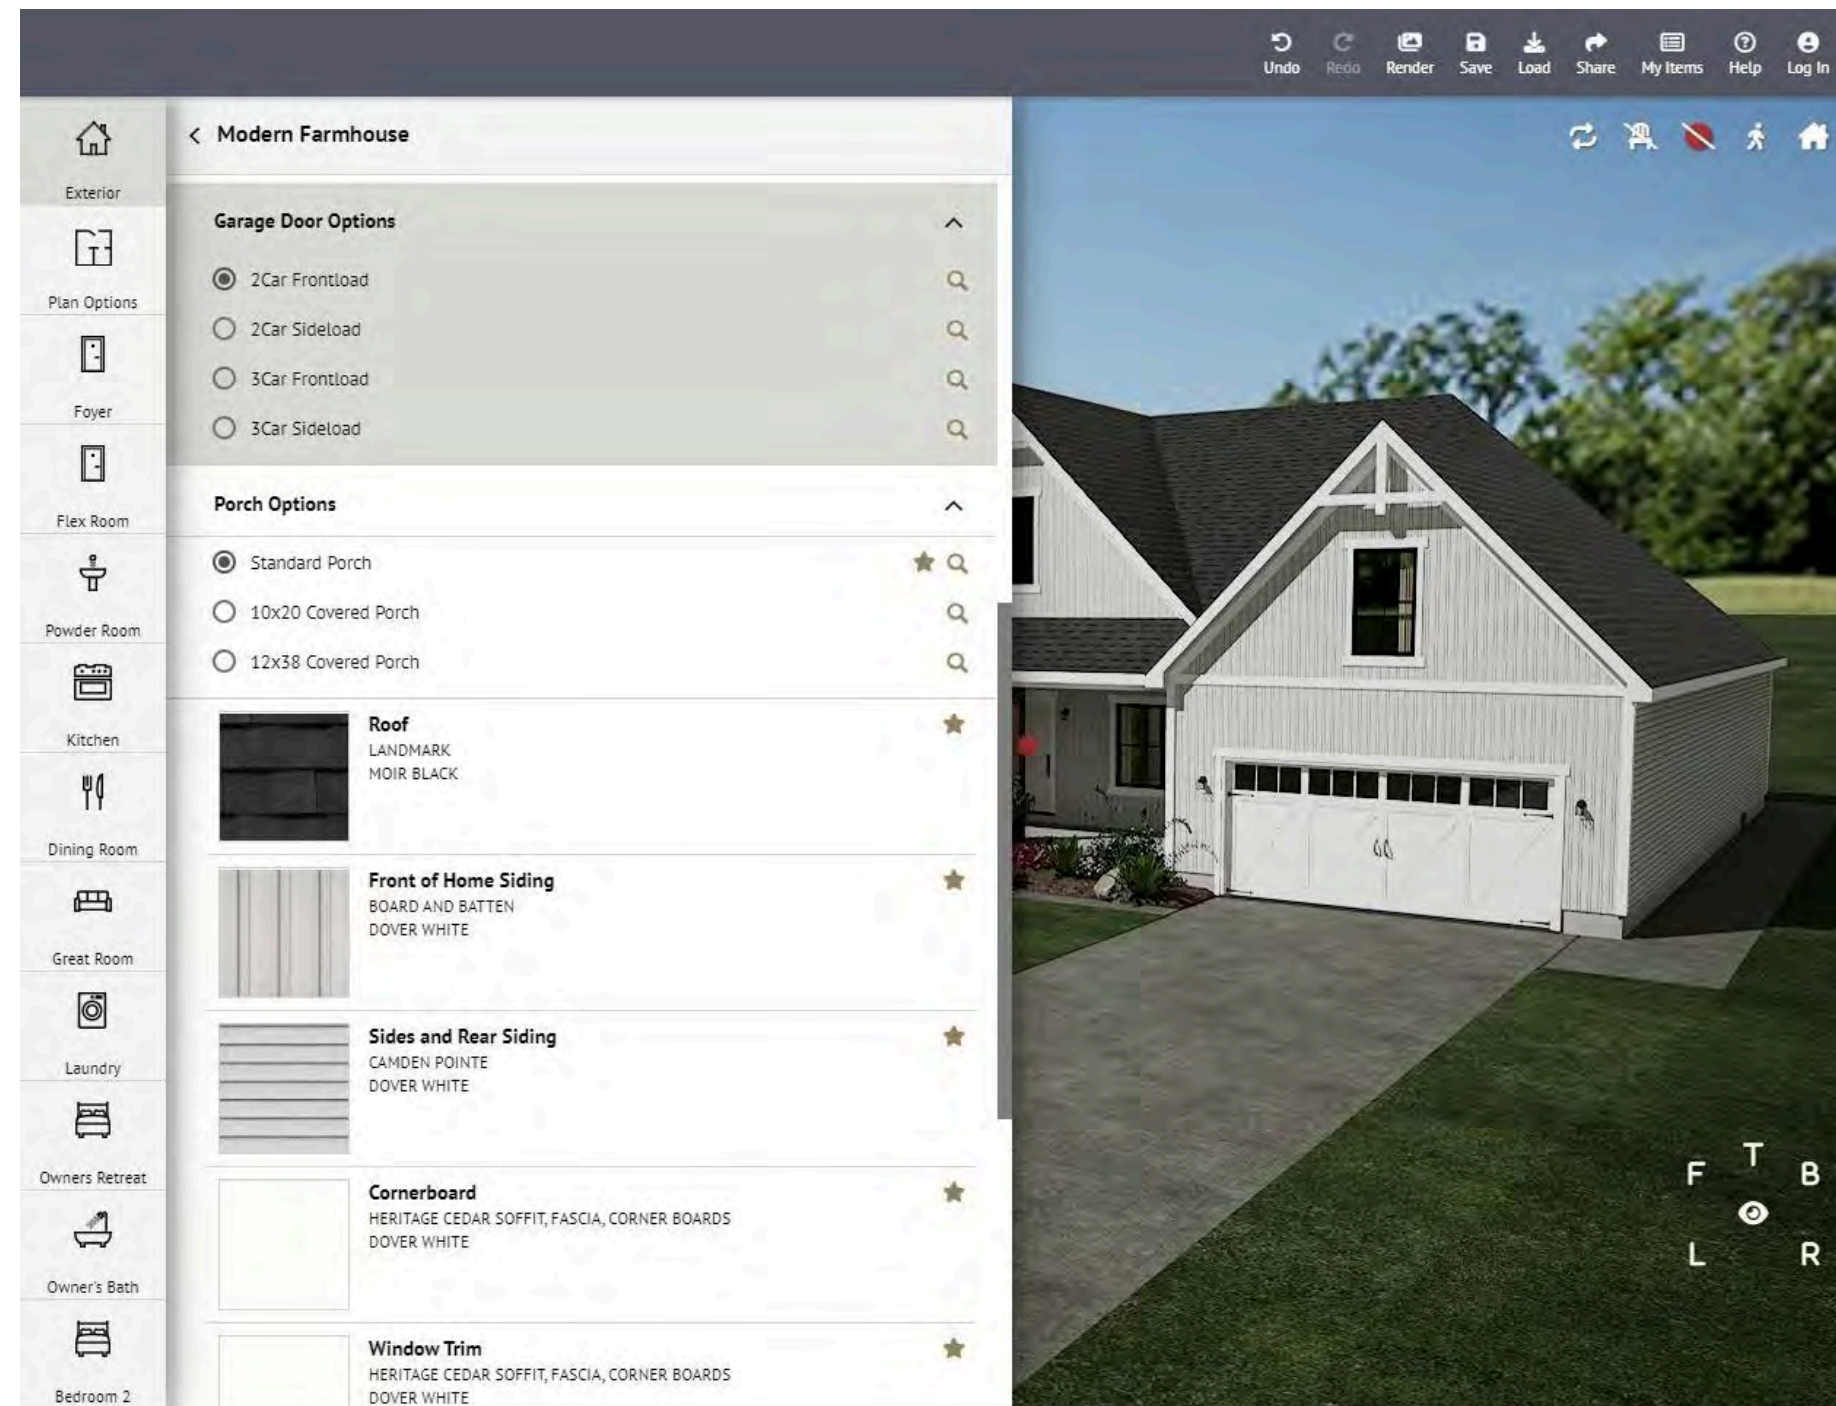 Undo
Redo
Render
Save
Load
Share
My Items
Help
Log In
Exterior
Plan Options
Foyer
Flex Room
Powder Room
Kitchen
Dining Room
Great Room
Laundry
Owners Retreat
Owner's Bath
Bedroom 2
Modern Farmhouse
Garage Door Options
2Car Frontload
2Car Sideload
3Car Frontload
3Car Sideload
Porch Options
Standard Porch
10x20 Covered Porch
12x38 Covered Porch
Roof
LANDMARK
MOIR BLACK
Front of Home Siding
BOARD AND BATTEN
DOVER WHITE
Sides and Rear Siding
CAMDEN POINTE
DOVER WHITE
Cornerboard
HERITAGE CEDAR SOFFIT, FASCIA, CORNER BOARDS
DOVER WHITE
Window Trim
HERITAGE CEDAR SOFFIT, FASCIA, CORNER BOARDS
DOVER WHITE
T
F B
L R